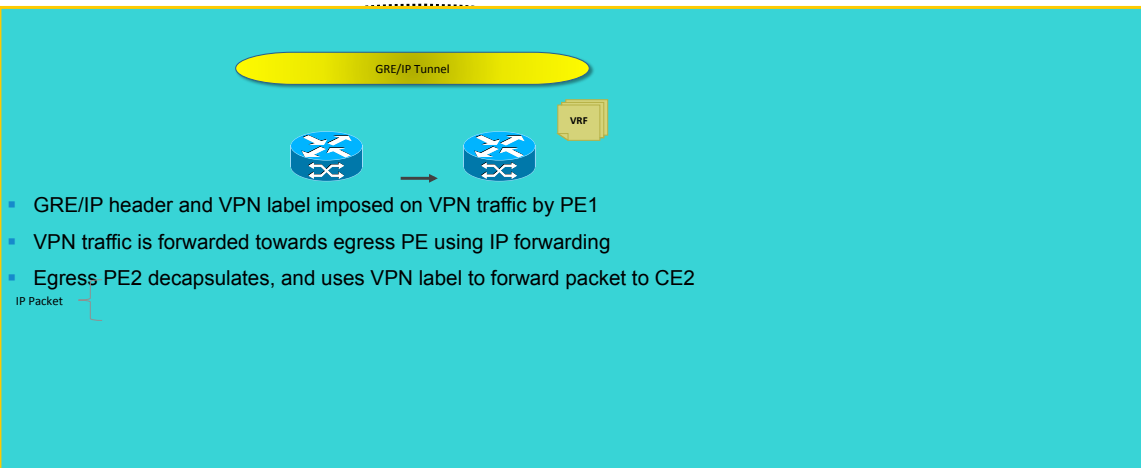 GRE/IP Tunnel
VRF
GRE/IP header and VPN label imposed on VPN traffic by PE1
VPN traffic is forwarded towards egress PE using IP forwarding
Egress PE2 decapsulates, and uses VPN label to forward packet to CE2
IP Packet